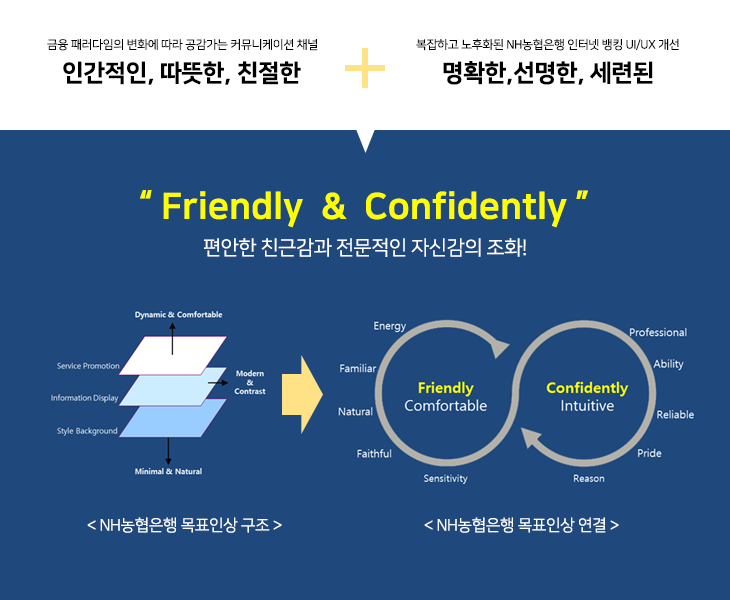 금융 패러다임의 변화에 따라 공감가는 커뮤니케이션 채널
인간적인, 따뜻한, 친절한
복잡하고 노후화된 NH농협은행 인터넷 뱅킹 UI/UX 개선
명확한,선명한, 세련된
“ Friendly & Confidently ”
편안한 친근감과 전문적인 자신감의 조화!
Dynamic & Comfortable
Service Promotion
Modern
&
Contrast
Information Display
Style Background
Minimal & Natural
< NH농협은행 목표인상 구조 >
Energy
Familiar
Natural
Faithful
Sensitivity
Friendly
Comfortable
Confidently
Intuitive
Professional
Ability
Reliable
Pride
Reason
< NH농협은행 목표인상 연결 >